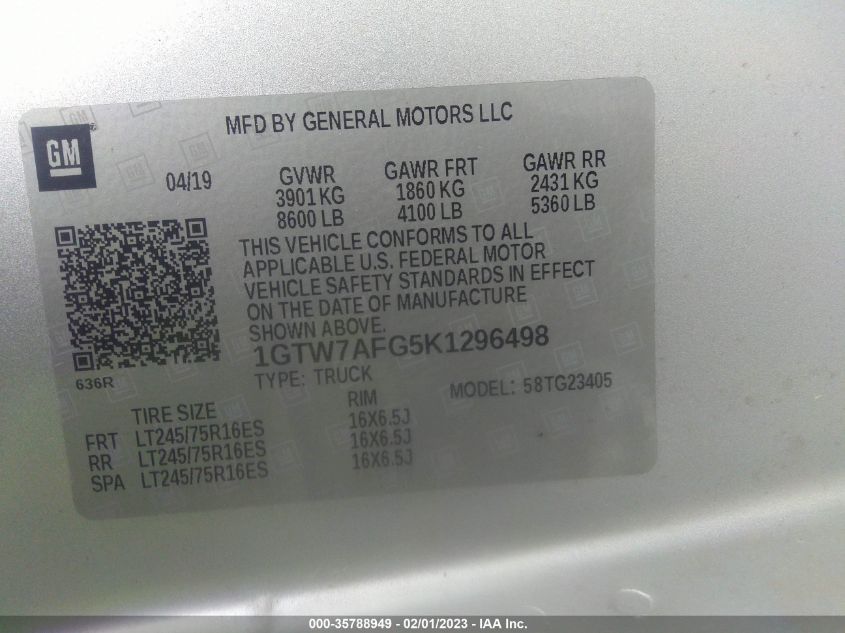 MFD BY GENERAL MOTORS LLC
GM
04/19
GVWR
3901 KG
8600 LB
GAWR FRT
1860 KG
4100 LB
GAWR RR
2431 KG
5360 LB
THIS VEHICLE CONFORMS TO ALL
APPLICABLE U.S. FEDERAL MOTOR
VEHICLE SAFETY STANDARDS IN EFFECT
ON THE DATE OF MANUFACTURE
SHOWN ABOVE.
1GTW7AFG5K1296498
636R
TYPE: TRUCK
MODEL: 58TG23405
TIRE SIZE RIM
FRT LT245/75R16ES 16X6.5J
RR LT245/75R16ES 16X6.5J
SPA LT245/75R16ES 16X6.5J
000-35788949 - 02/01/2023 - IAA Inc.